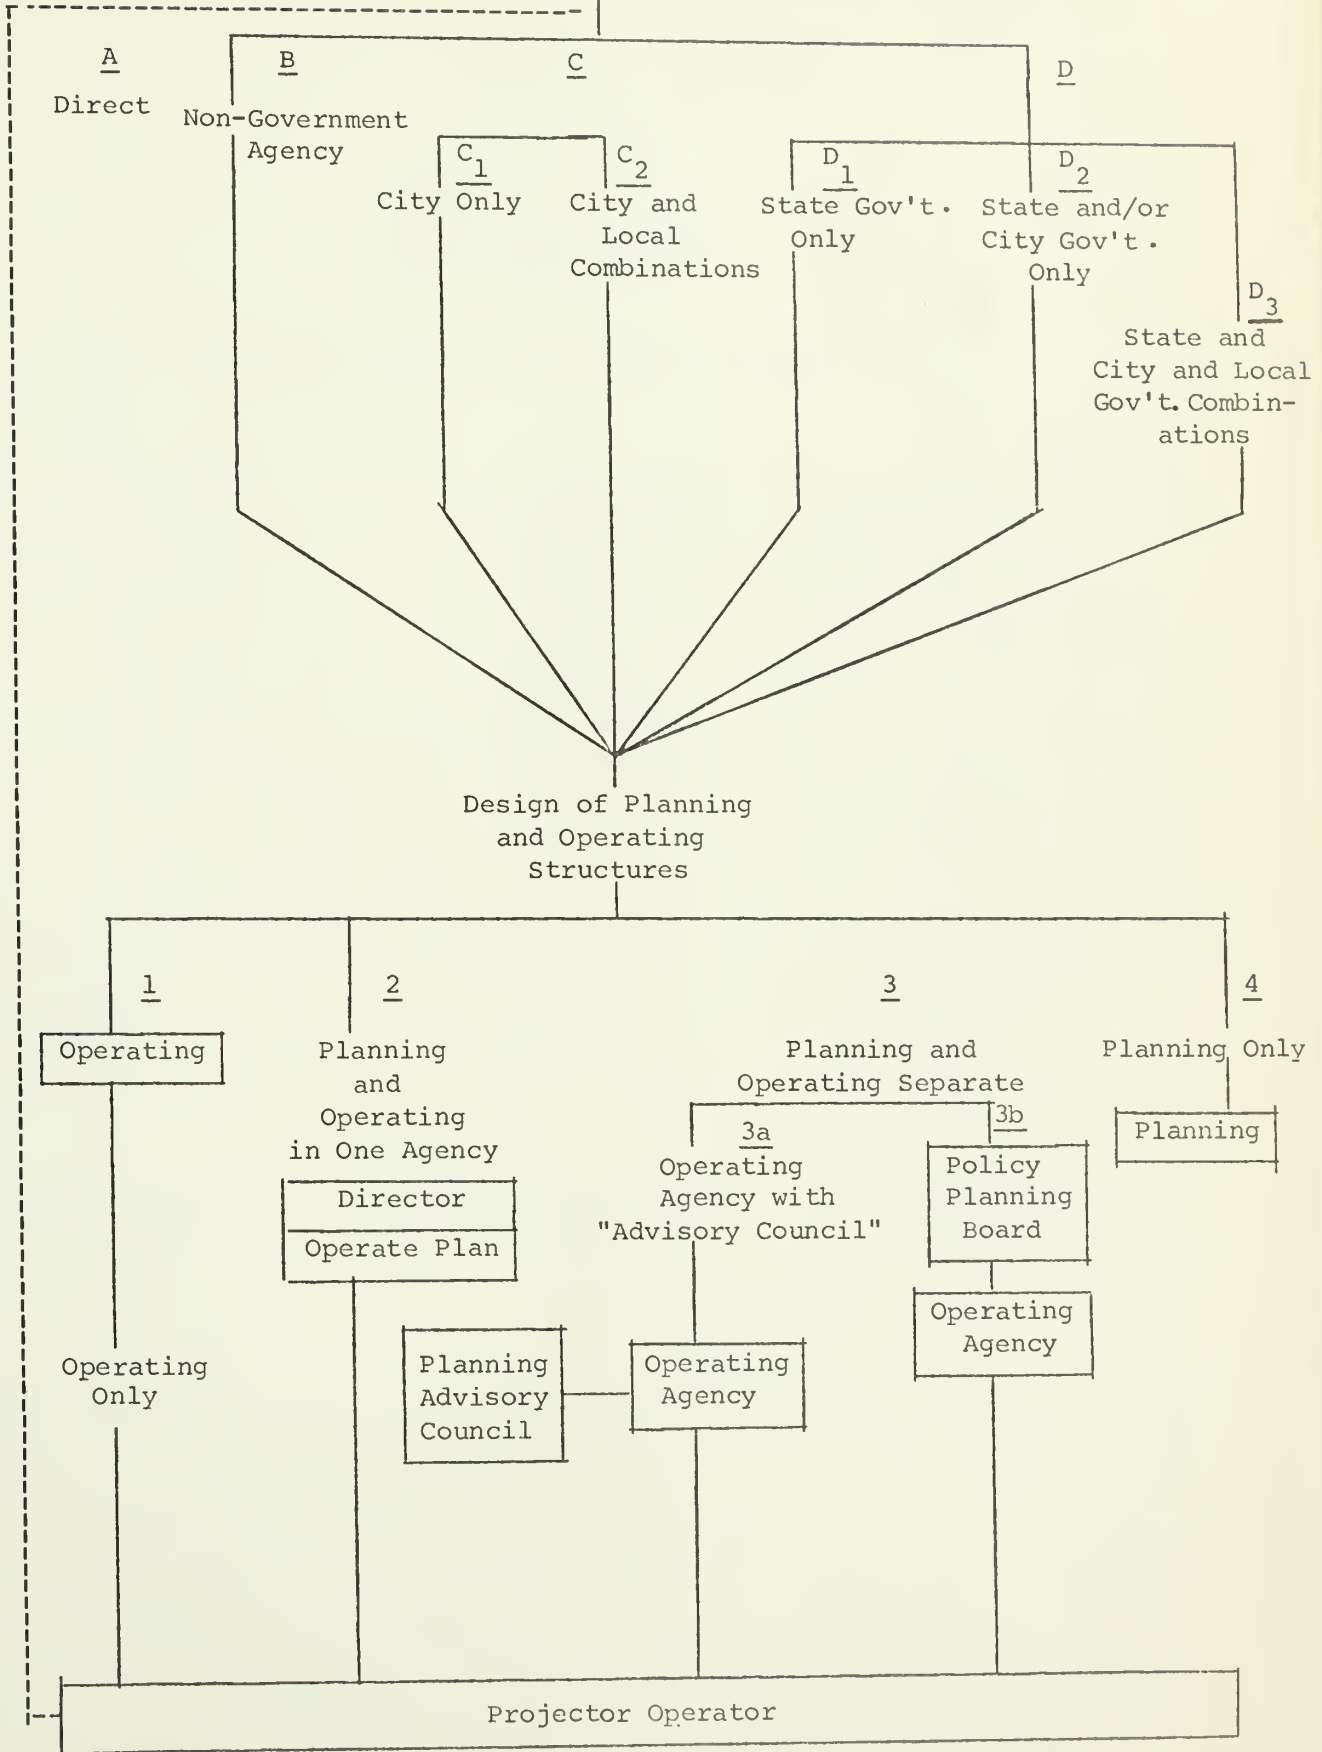 A
Direct
B
Non-Government
Agency
C
C1
City Only
C2
City and
Local
Combinations
D
D1
State Gov't.
Only
D2
State and/or
City Gov't.
Only
D3
State and
City and Local
Gov't. Combin-
ations
Design of Planning
and Operating
Structures
1
Operating
Operating
Only
2
Planning
and
Operating
in One Agency
Director
Operate Plan
3
Planning and
Operating Separate
3a
Operating
Agency with
"Advisory Council"
Planning
Advisory
Council
Operating
Agency
3b
Policy
Planning
Board
Operating
Agency
4
Planning Only
Planning
Projector Operator